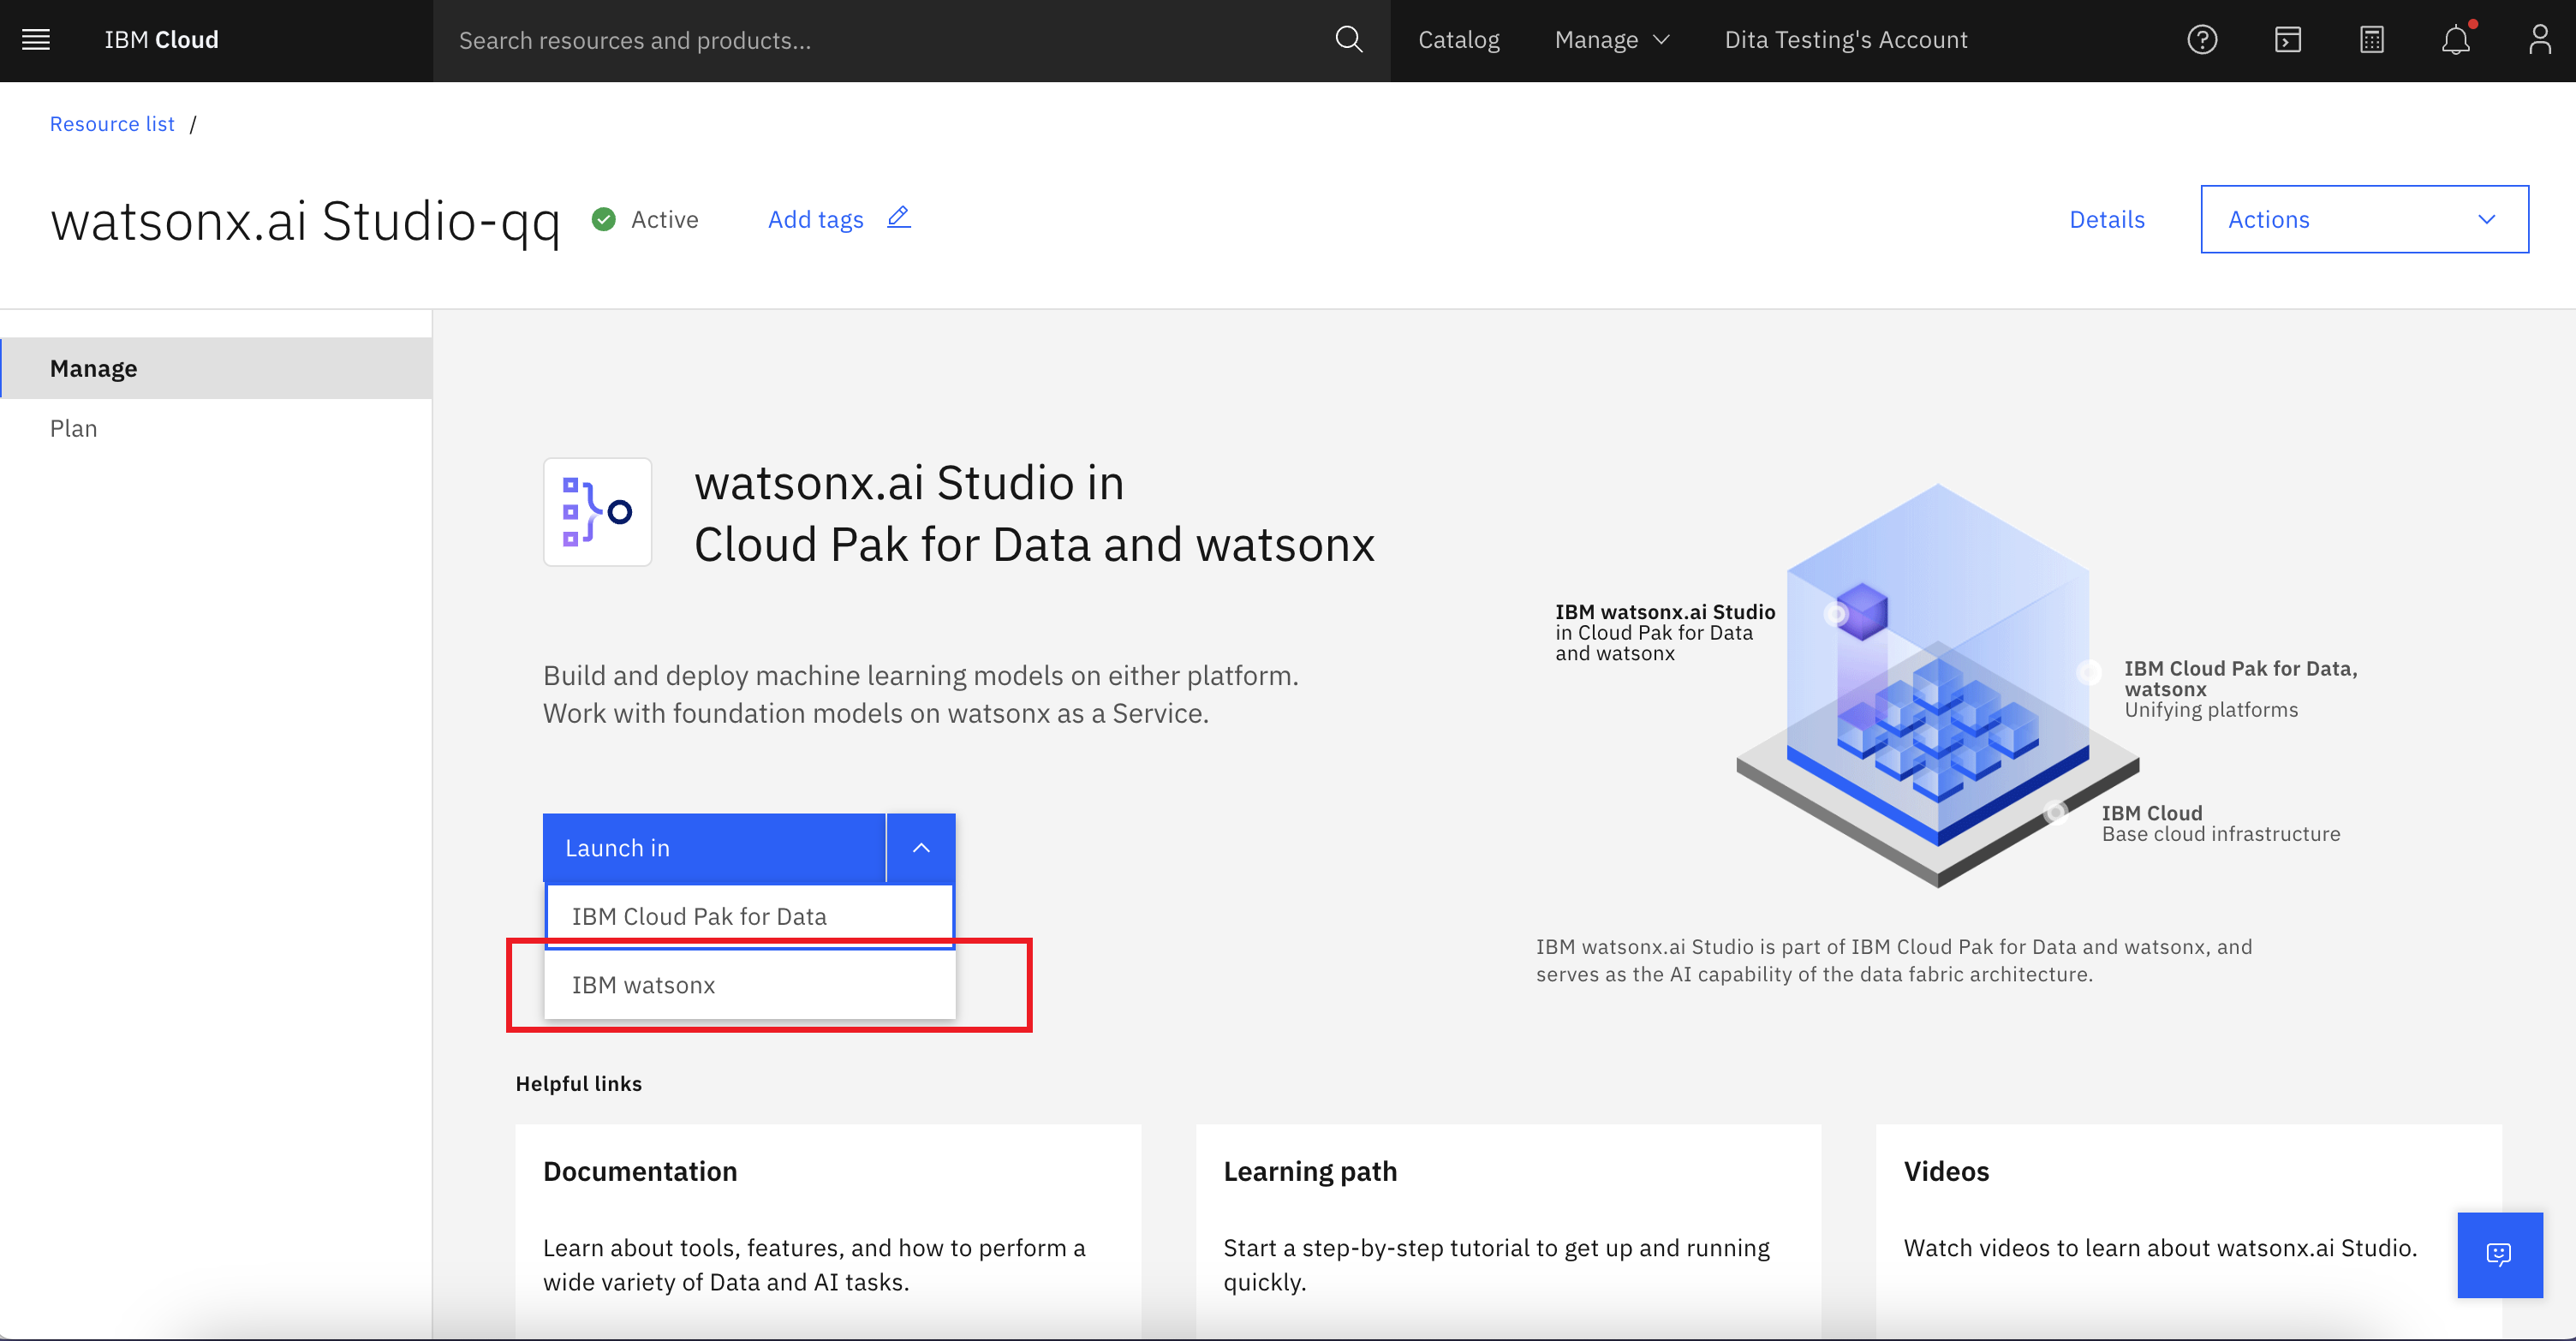 IBM Cloud
Search resources and products...
Catalog
Manage
Dita Testing's Account
Resource list /
watsonx.ai Studio-qq
Active
Add tags
Details
Actions
Manage
Plan
watsonx.ai Studio in
Cloud Pak for Data and watsonx
Build and deploy machine learning models on either platform.
Work with foundation models on watsonx as a Service.
Launch in
IBM Cloud Pak for Data
IBM watsonx
IBM watsonx.ai Studio
in Cloud Pak for Data
and watsonx
IBM Cloud Pak for Data,
watsonx
Unifying platforms
IBM Cloud
Base cloud infrastructure
IBM watsonx.ai Studio is part of IBM Cloud Pak for Data and watsonx, and
serves as the AI capability of the data fabric architecture.
Helpful links
Documentation
Learn about tools, features, and how to perform a
wide variety of Data and AI tasks.
Learning path
Start a step-by-step tutorial to get up and running
quickly.
Videos
Watch videos to learn about watsonx.ai Studio.